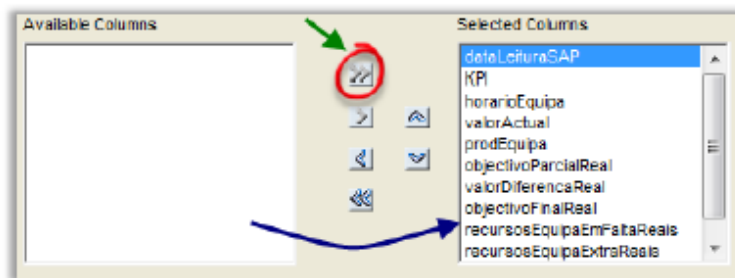 Available Columns
Selected Columns
dataLeituraSAP
KPI
horarioEquipa
valorActual
prodEquipa
objectivoParcialReal
valorDiferencaReal
objectivoFinalReal
recursosEquipaEmFaltaReais
recursosEquipaExtraReais